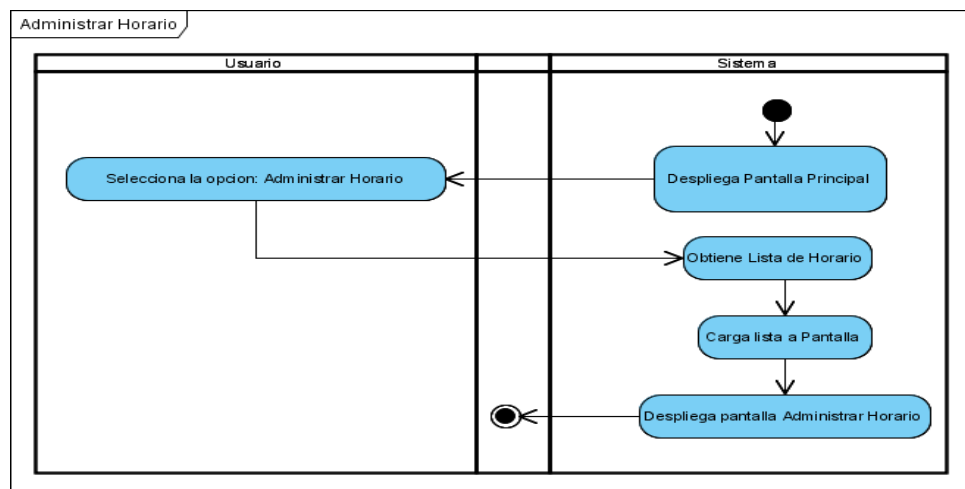 Administrar Horario
Usuario
Sistema
Despliega Pantalla Principal
Selecciona la opcion: Administrar Horario
Obtiene Lista de Horario
Carga lista a Pantalla
Despliega pantalla Administrar Horario